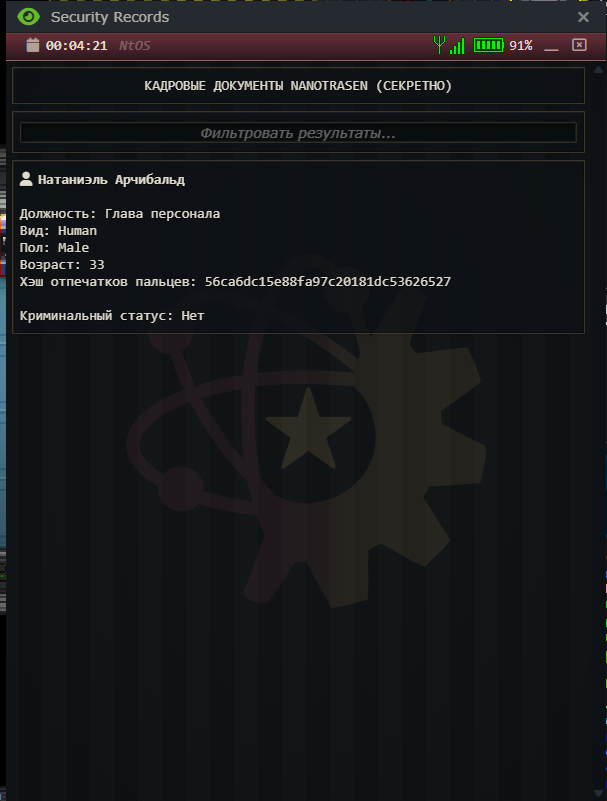 Security Records
00:04:21 NtOS 91%
КАДРОВЫЕ ДОКУМЕНТЫ NANOTRASEN (СЕКРЕТНО)
Фильтровать результаты...
Натаниэль Арчибальд
Должность: Глава персонала
Вид: Human
Пол: Male
Возраст: 33
Хэш отпечатков пальцев: 56ca6dc15e88fa97c20181dc53626527
Криминальный статус: Нет